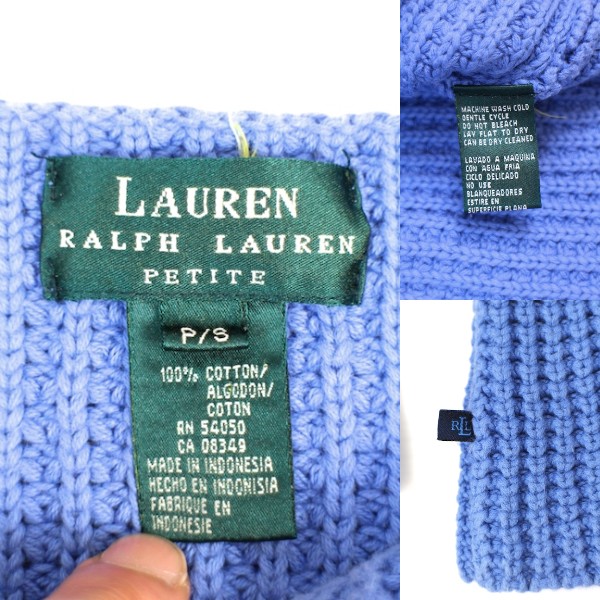 LAUREN
RALPH LAUREN
PETITE
P/S
100% COTTON/
ALGODON/
COTON
RN 54050
CA 08349
MADE IN INDONESIA
HECHO EN INDONISIA
FABRIQUE EN
INDONESIE
MACHINE WASH COLD
GENTLE CYCLE
DO NOT BLEACH
LAY FLAT TO DRY
CAN BE DRY CLEANED
LAVADO A MAQUINA
CON AGUA FRIA
CICLO DELICADO
NO USE
BLANQUEADORES
ESTIRE EN
SUPERFICIE PLANA
RLL